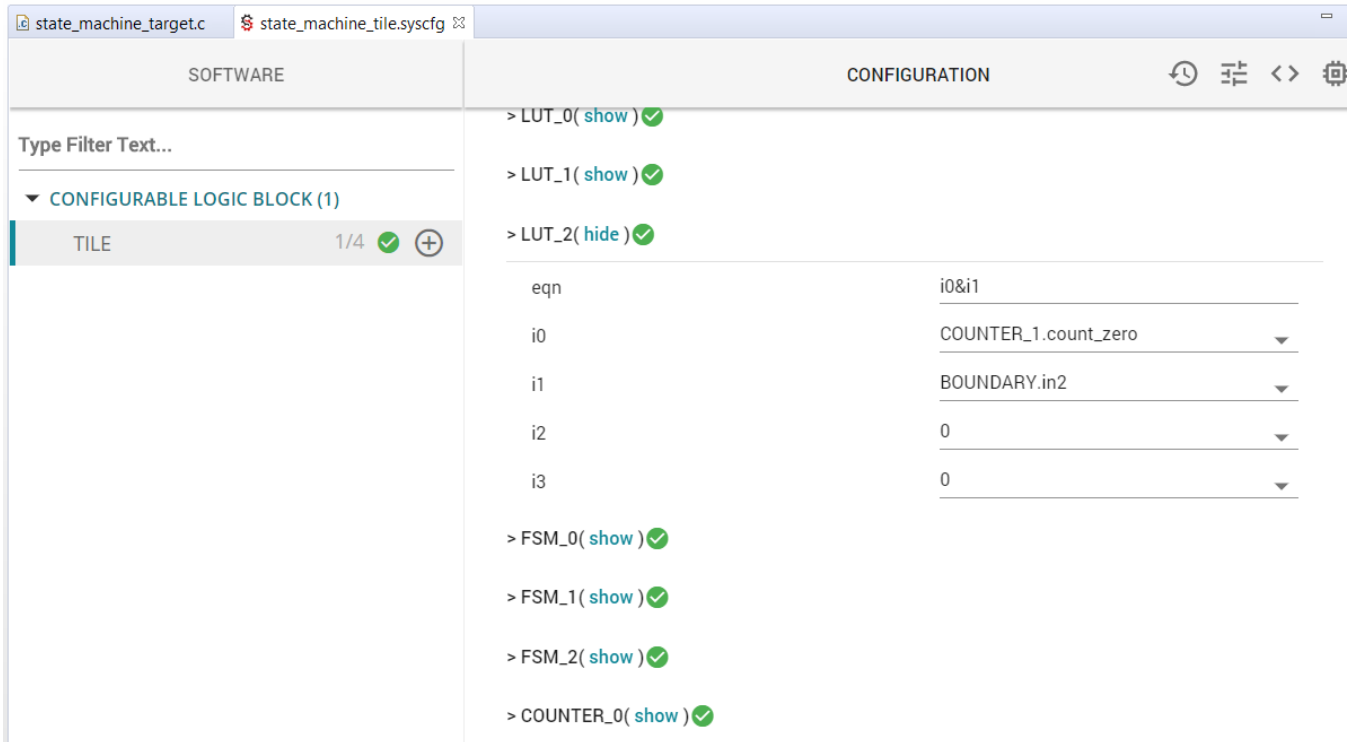 state_machine_target.c state_machine_tile.syscfg
SOFTWARE CONFIGURATION
Type Filter Text...
CONFIGURABLE LOGIC BLOCK (1)
TILE 1/4
> LUT_0( show )
> LUT_1( show )
> LUT_2( hide )
eqn i0&i1
i0 COUNTER_1.count_zero
i1 BOUNDARY.in2
i2 0
i3 0
> FSM_0( show )
> FSM_1( show )
> FSM_2( show )
> COUNTER_0( show )